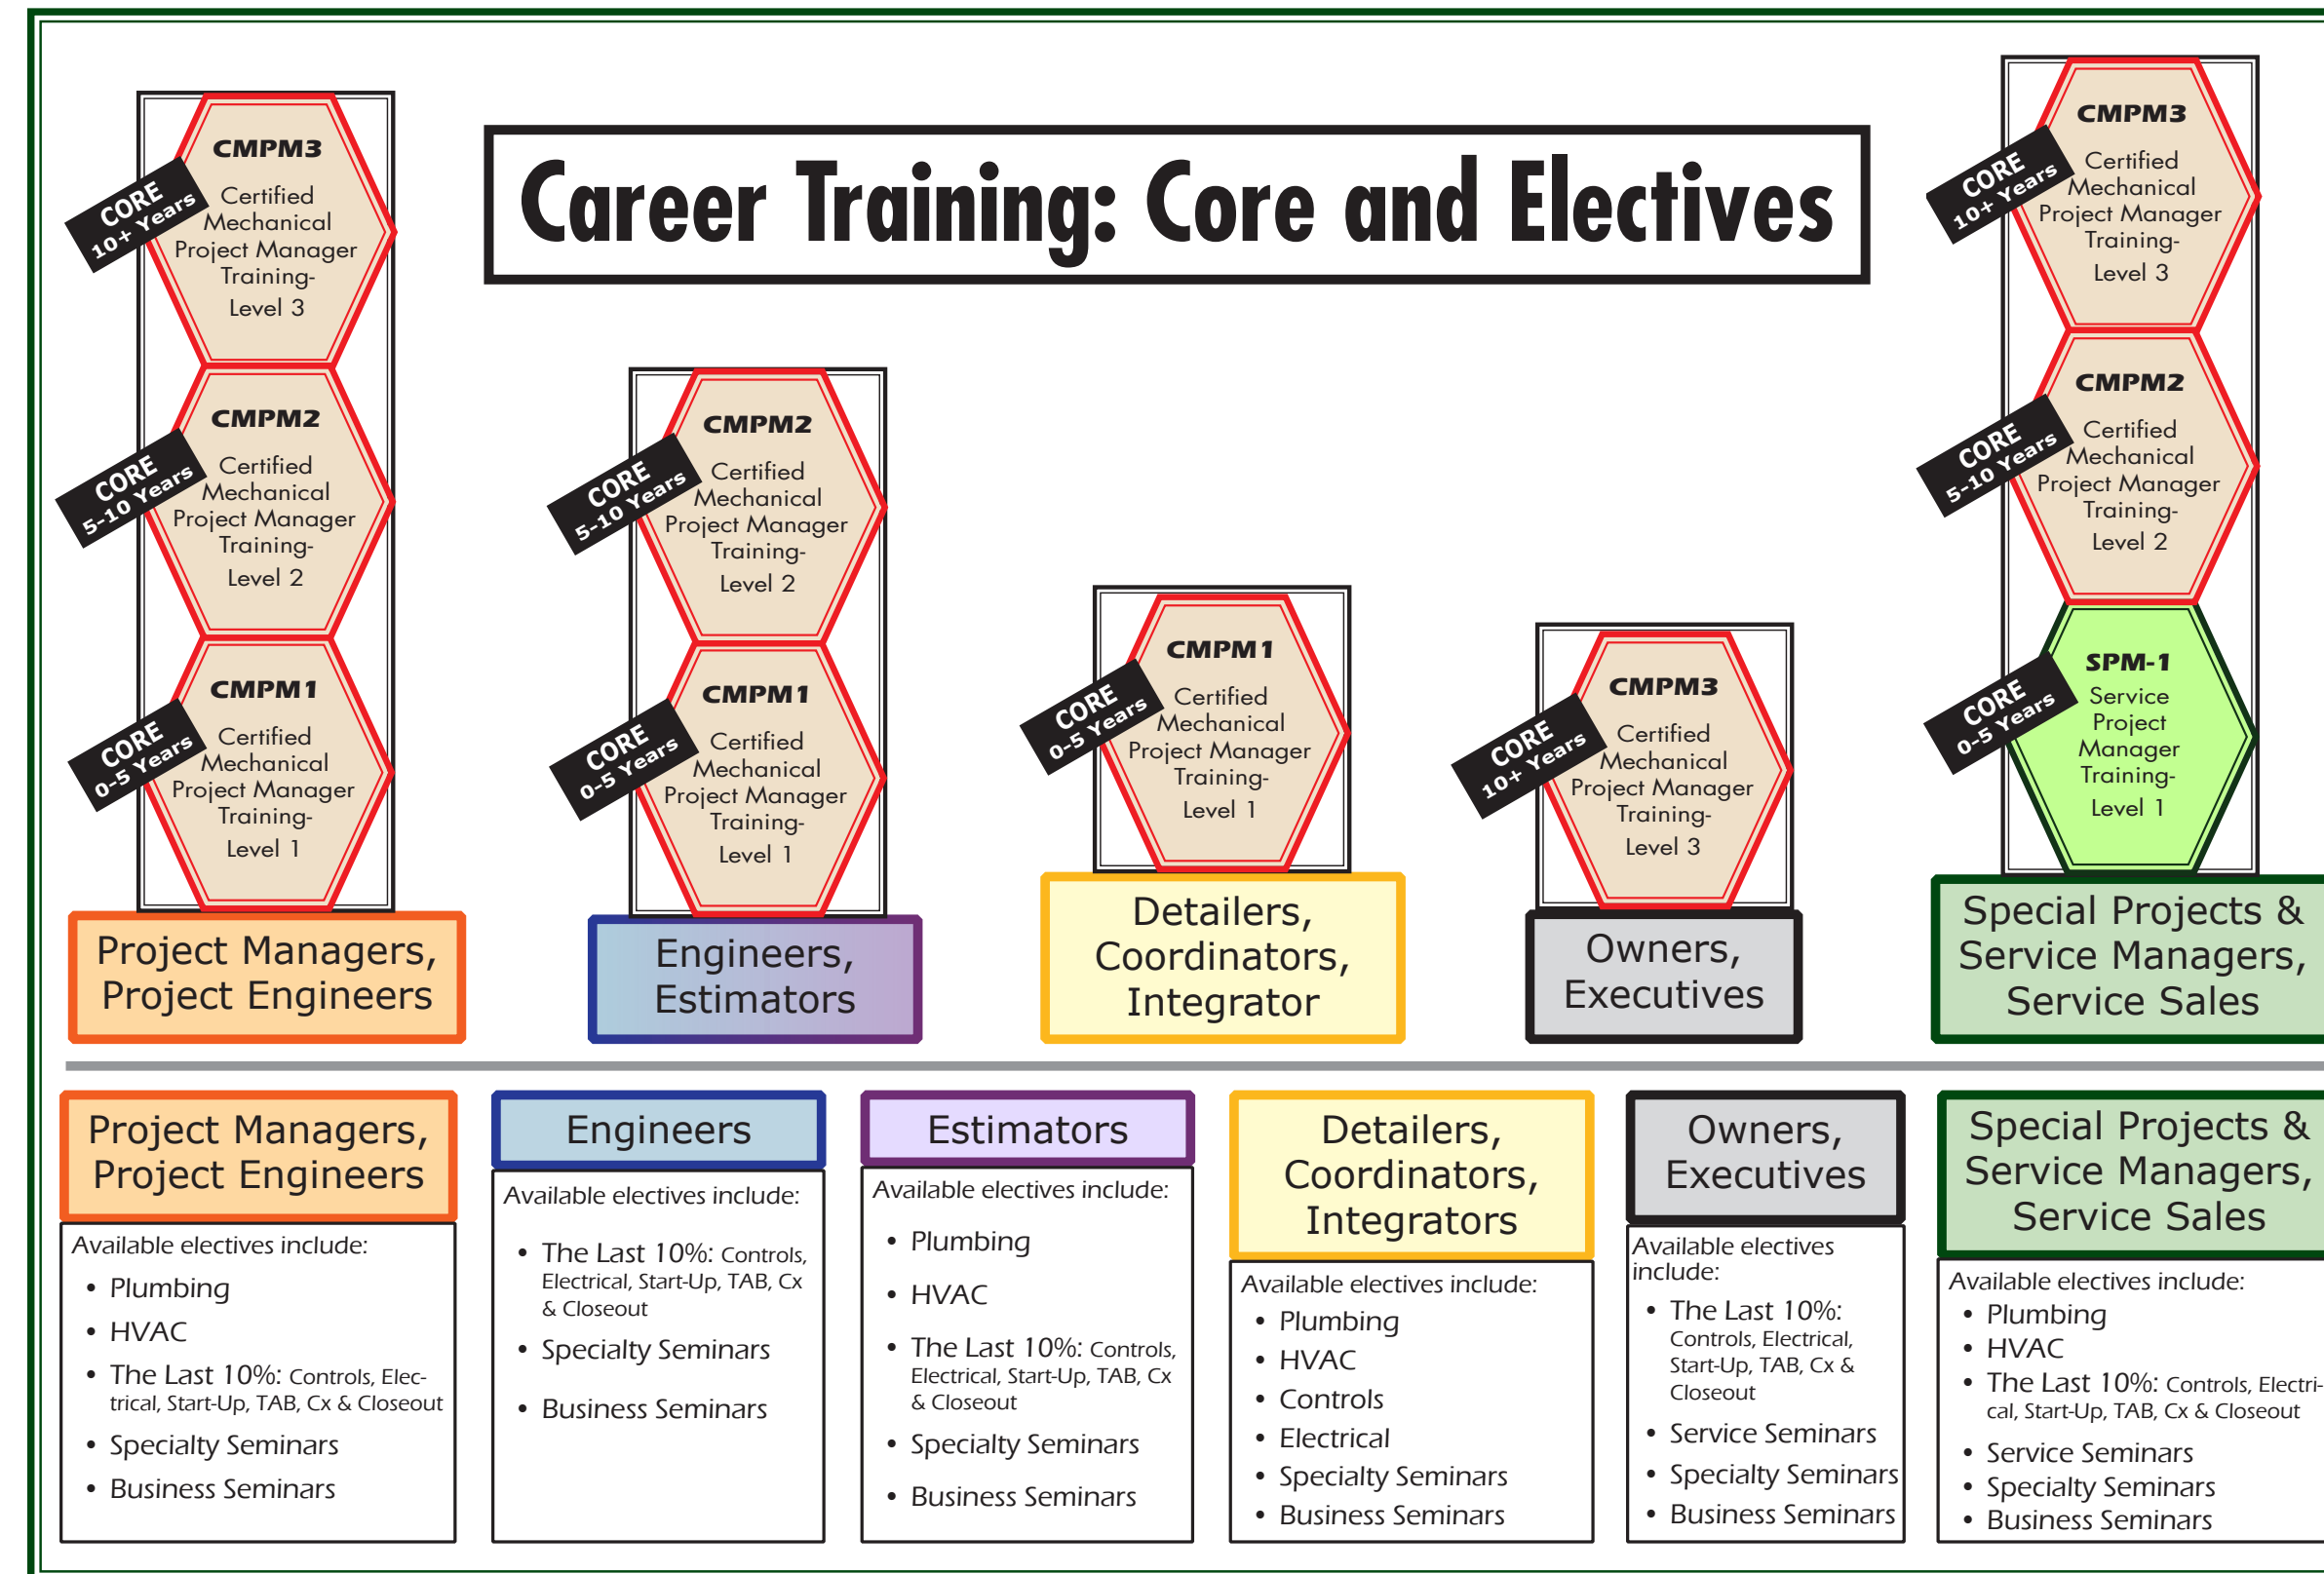 Career Training: Core and Electives
CORE
10+ Years
CMPM3
Certified
Mechanical
Project Manager
Training-
Level 3
CORE
5-10 Years
CMPM2
Certified
Mechanical
Project Manager
Training-
Level 2
CORE
0-5 Years
CMPM1
Certified
Mechanical
Project Manager
Training-
Level 1
Project Managers,
Project Engineers
CORE
5-10 Years
CMPM2
Certified
Mechanical
Project Manager
Training-
Level 2
CORE
0-5 Years
CMPM1
Certified
Mechanical
Project Manager
Training-
Level 1
Engineers,
Estimators
CORE
0-5 Years
CMPM1
Certified
Mechanical
Project Manager
Training-
Level 1
Detailers,
Coordinators,
Integrator
CORE
10+ Years
CMPM3
Certified
Mechanical
Project Manager
Training-
Level 3
Owners,
Executives
CORE
10+ Years
CMPM3
Certified
Mechanical
Project Manager
Training-
Level 3
CORE
5-10 Years
CMPM2
Certified
Mechanical
Project Manager
Training-
Level 2
CORE
0-5 Years
SPM-1
Service
Project
Manager
Training-
Level 1
Special Projects &
Service Managers,
Service Sales
Project Managers,
Project Engineers
Available electives include:
• Plumbing
• HVAC
• The Last 10%: Controls, Elec-
trical, Start-Up, TAB, Cx & Closeout
• Specialty Seminars
• Business Seminars
Engineers
Available electives include:
• The Last 10%: Controls,
Electrical, Start-Up, TAB, Cx
& Closeout
• Specialty Seminars
• Business Seminars
Estimators
Available electives include:
• Plumbing
• HVAC
• The Last 10%: Controls,
Electrical, Start-Up, TAB, Cx
& Closeout
• Specialty Seminars
• Business Seminars
Detailers,
Coordinators,
Integrators
Available electives include:
• Plumbing
• HVAC
• Controls
• Electrical
• Specialty Seminars
• Business Seminars
Owners,
Executives
Available electives
include:
• The Last 10%:
Controls, Electrical,
Start-Up, TAB, Cx &
Closeout
• Service Seminars
• Specialty Seminars
• Business Seminars
Special Projects &
Service Managers,
Service Sales
Available electives include:
• Plumbing
• HVAC
• The Last 10%: Controls, Electri-
cal, Start-Up, TAB, Cx & Closeout
• Service Seminars
• Specialty Seminars
• Business Seminars